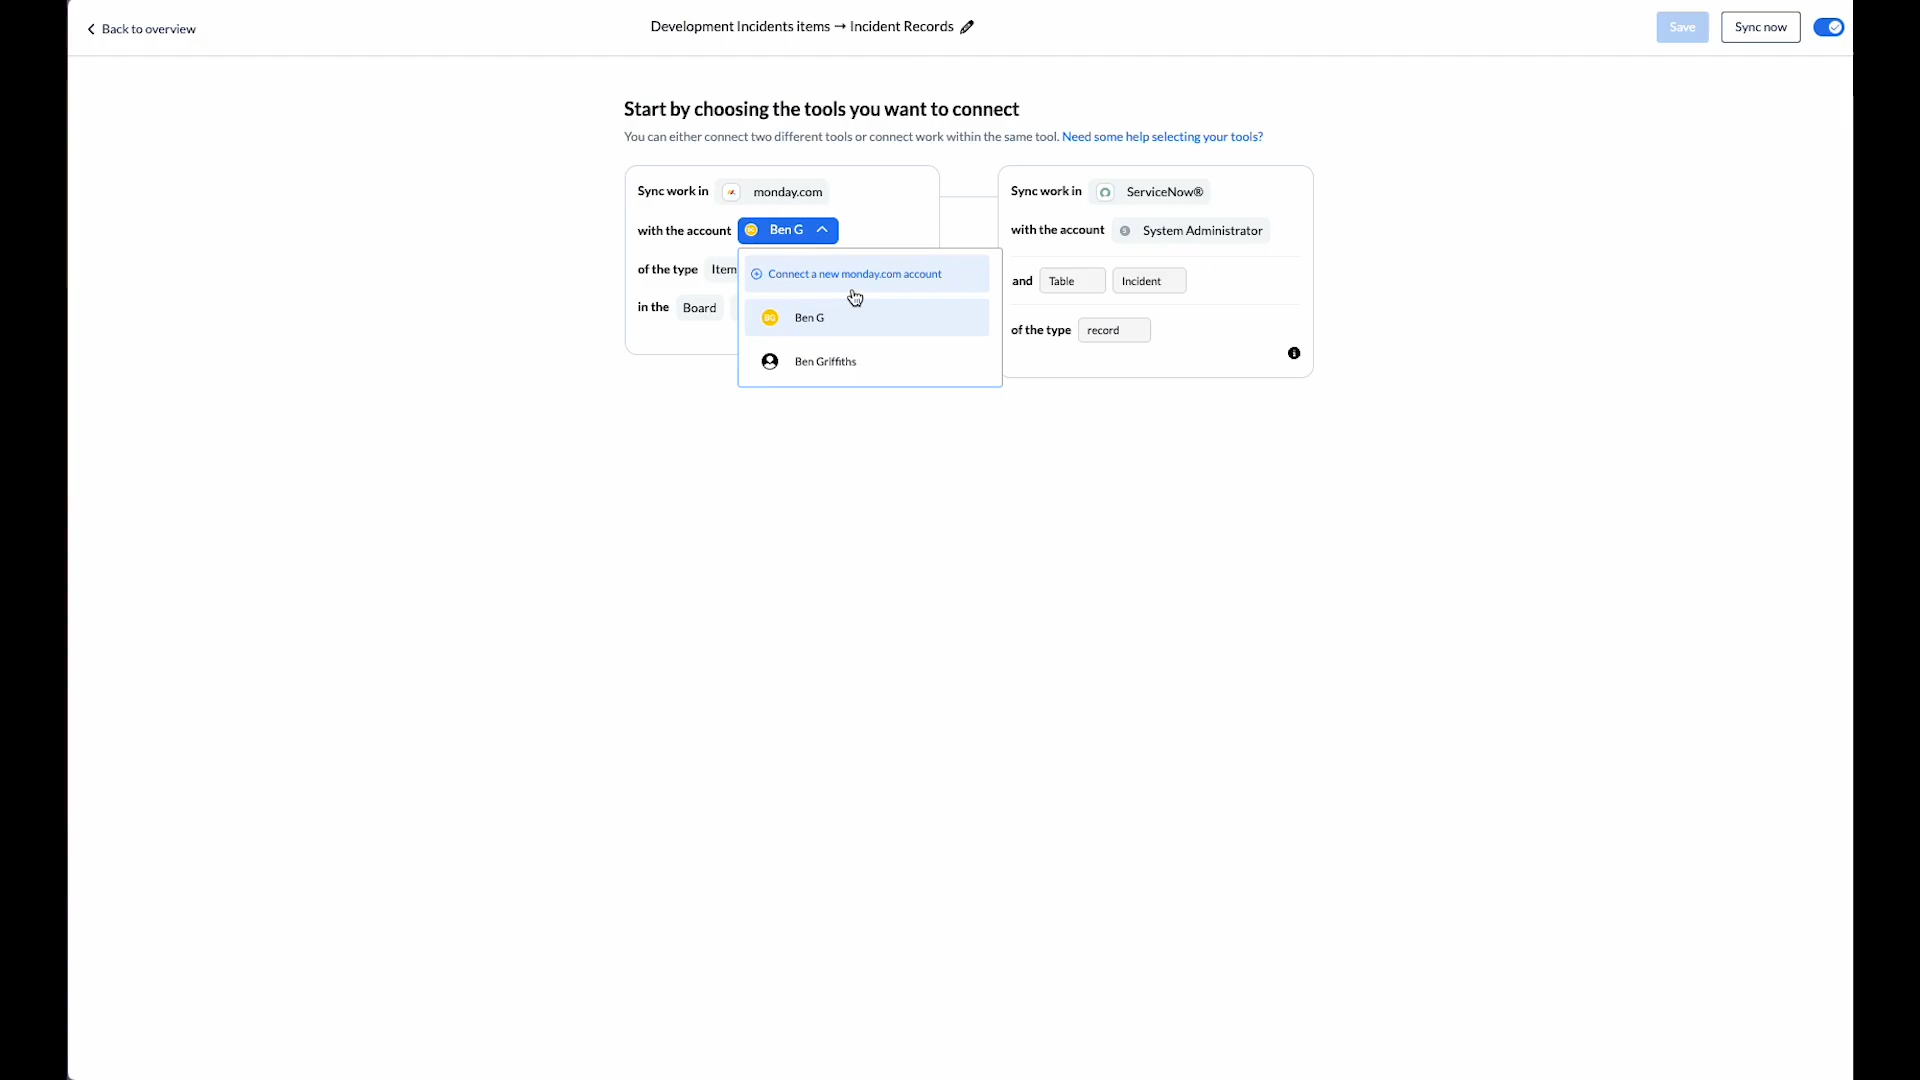 Back to overview
Development Incidents items → Incident Records
Save
Sync now
Start by choosing the tools you want to connect
You can either connect two different tools or connect work within the same tool. Need some help selecting your tools?
Sync work in monday.com
with the account Ben G
of the type Item
in the Board
Connect a new monday.com account
BG Ben G
Ben Griffiths
Sync work in ServiceNow®
with the account S System Administrator
and Table Incident
of the type record